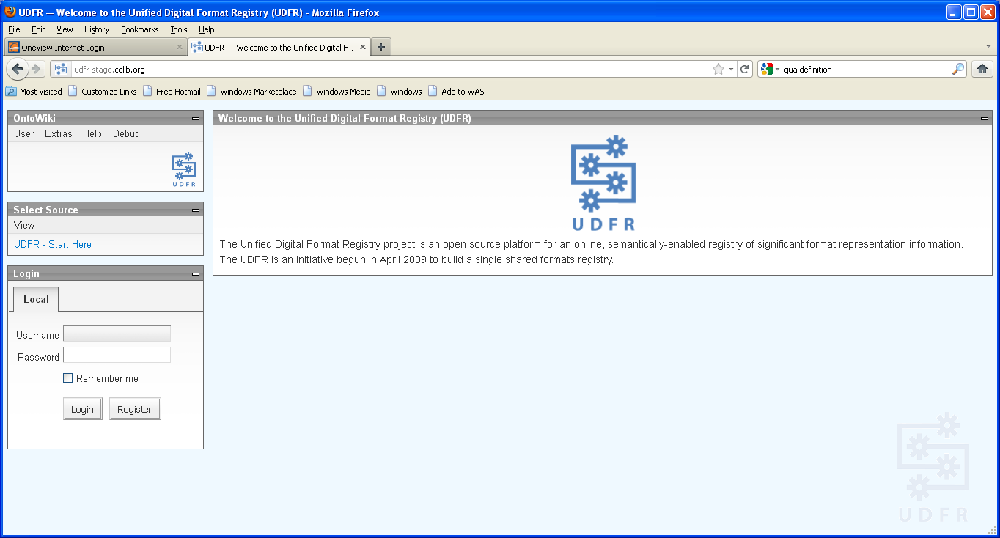 UDFR — Welcome to the Unified Digital Format Registry (UDFR) - Mozilla Firefox
File Edit View History Bookmarks Tools Help
OneView Internet Login
UDFR — Welcome to the Unified Digital F...
udfr-stage.cdlib.org
qua definition
Most Visited Customize Links Free Hotmail Windows Marketplace Windows Media Windows Add to WAS
OntoWiki
User Extras Help Debug
UDFR
Select Source
View
UDFR - Start Here
Login
Local
Username
Password
Remember me
Login Register
Welcome to the Unified Digital Format Registry (UDFR)
UDFR
The Unified Digital Format Registry project is an open source platform for an online, semantically-enabled registry of significant format representation information.
The UDFR is an initiative begun in April 2009 to build a single shared formats registry.
UDFR